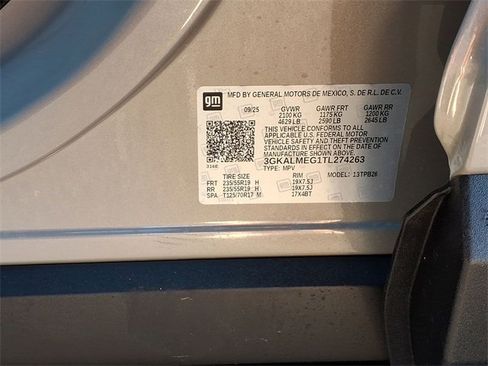 gm
MFD BY GENERAL MOTORS DE MEXICO, S. DE R.L. DE C.V.
09/25 GVWR GAWR FRT GAWR RR
2100 KG 1175 KG 1200 KG
4629 LB 2590 LB 2645 LB
THIS VEHICLE CONFORMS TO ALL
APPLICABLE U.S. FEDERAL MOTOR
VEHICLE SAFETY STANDARDS
IN EFFECT ON THE DATE OF
MANUFACTURE SHOWN ABOVE.
3GKALMEG1TL274263
TYPE: MPV
TIRE SIZE RIM MODEL: 13TPB26
FRT 235/55R19 H 19X7.5J
RR 235/55R19 H 19X7.5J
SPA T125/70R17 M 17X4BT